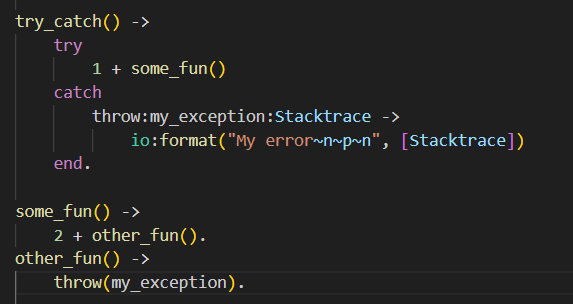 try_catch() ->
    try
        1 + some_fun()
    catch
        throw:my_exception:Stacktrace ->
            io:format("My error~n~p~n", [Stacktrace])
    end.

some_fun() ->
    2 + other_fun().
other_fun() ->
    throw(my_exception).